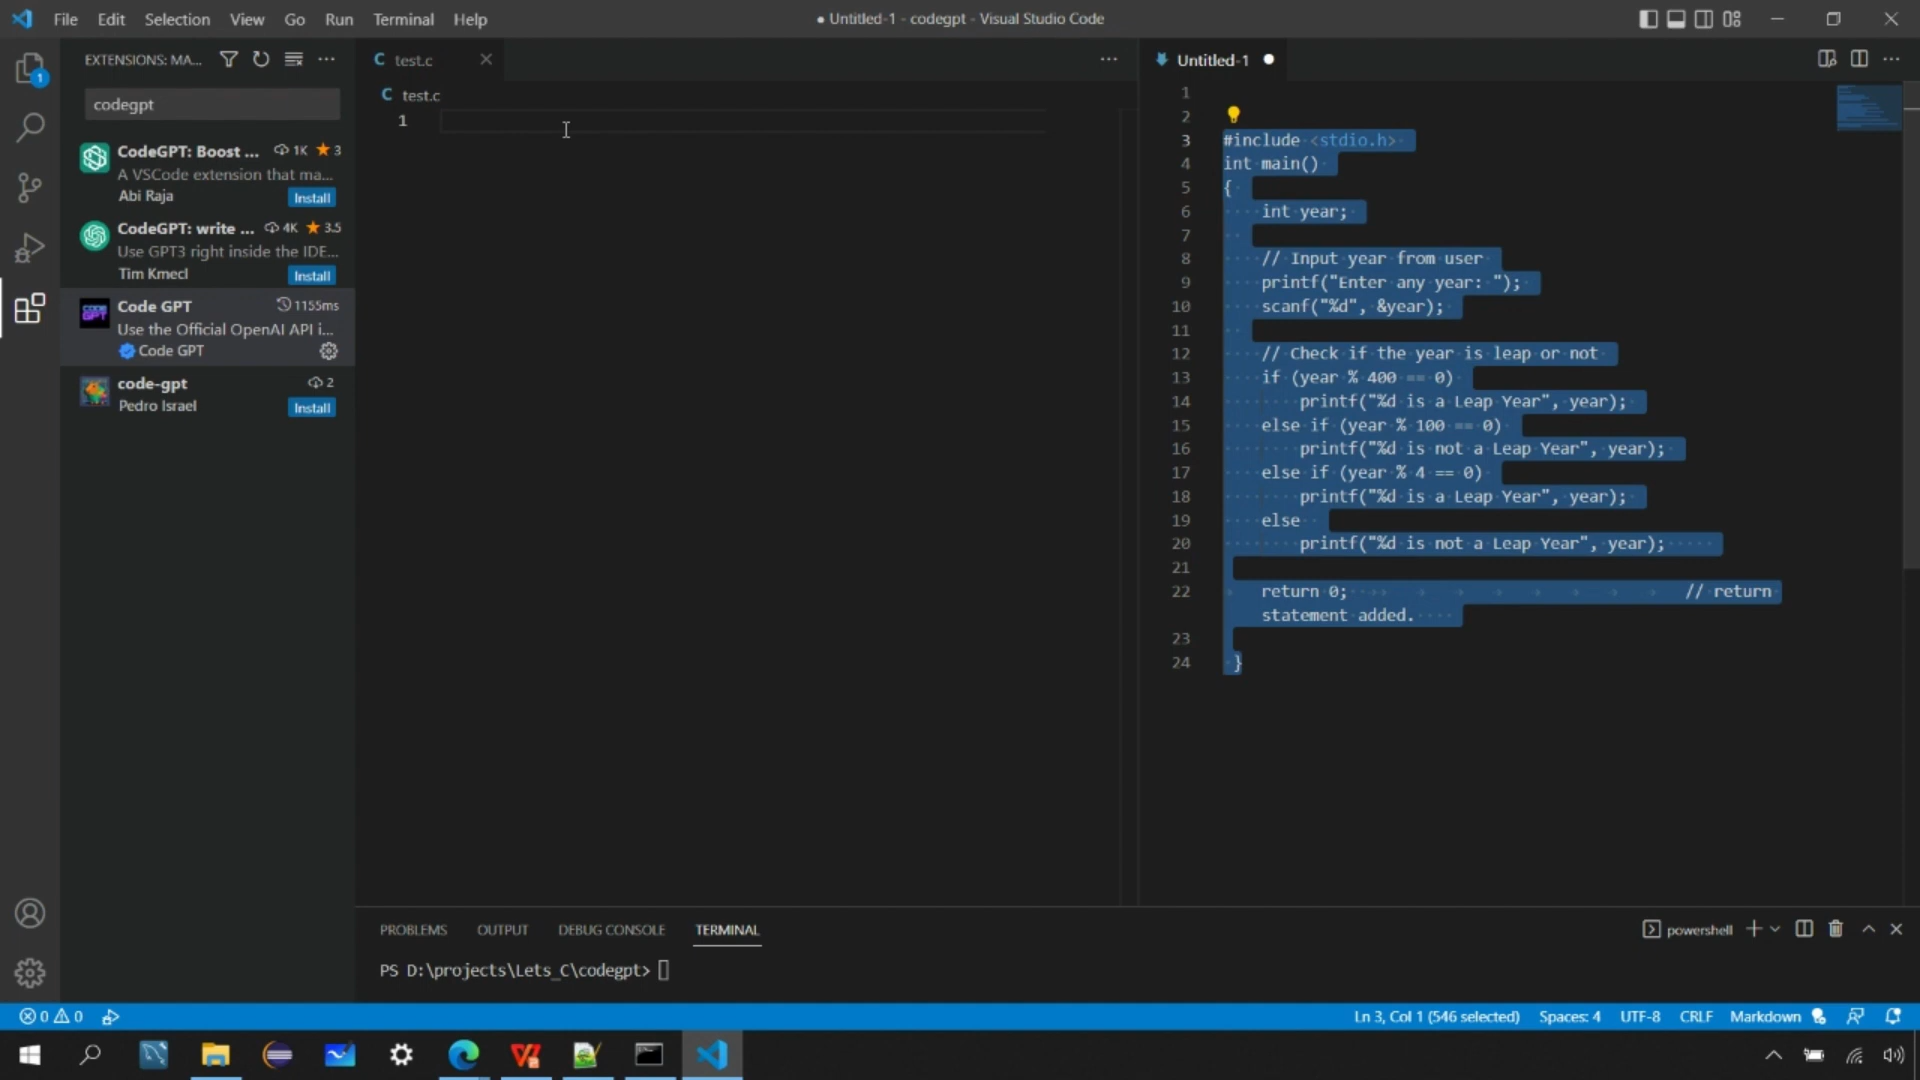 File Edit Selection View Go Run Terminal Help
● Untitled-1 - codegpt - Visual Studio Code
EXTENSIONS: MA...
codegpt
CodeGPT: Boost ... 1K ★ 3
A VSCode extension that ma...
Abi Raja Install
CodeGPT: write ... 4K ★ 3.5
Use GPT3 right inside the IDE...
Tim Kmecl Install
Code GPT 1155ms
Use the Official OpenAI API i...
Code GPT
code-gpt 2
Pedro Israel Install
1
C test.c
C test.c
1
Untitled-1 ●
1
2
3 #include <stdio.h>
4 int main()
5 {
6 int year;
7
8 // Input year from user
9 printf("Enter any year: ");
10 scanf("%d", &year);
11
12 // Check if the year is leap or not
13 if (year % 400 == 0)
14 printf("%d is a Leap Year", year);
15 else if (year % 100 == 0)
16 printf("%d is not a Leap Year", year);
17 else if (year % 4 == 0)
18 printf("%d is a Leap Year", year);
19 else
20 printf("%d is not a Leap Year", year);
21
22 return 0; // return
statement added.
23
24 }
PROBLEMS OUTPUT DEBUG CONSOLE TERMINAL
powershell
PS D:\projects\Lets_C\codegpt>
0 0
Ln 3, Col 1 (546 selected) Spaces: 4 UTF-8 CRLF Markdown